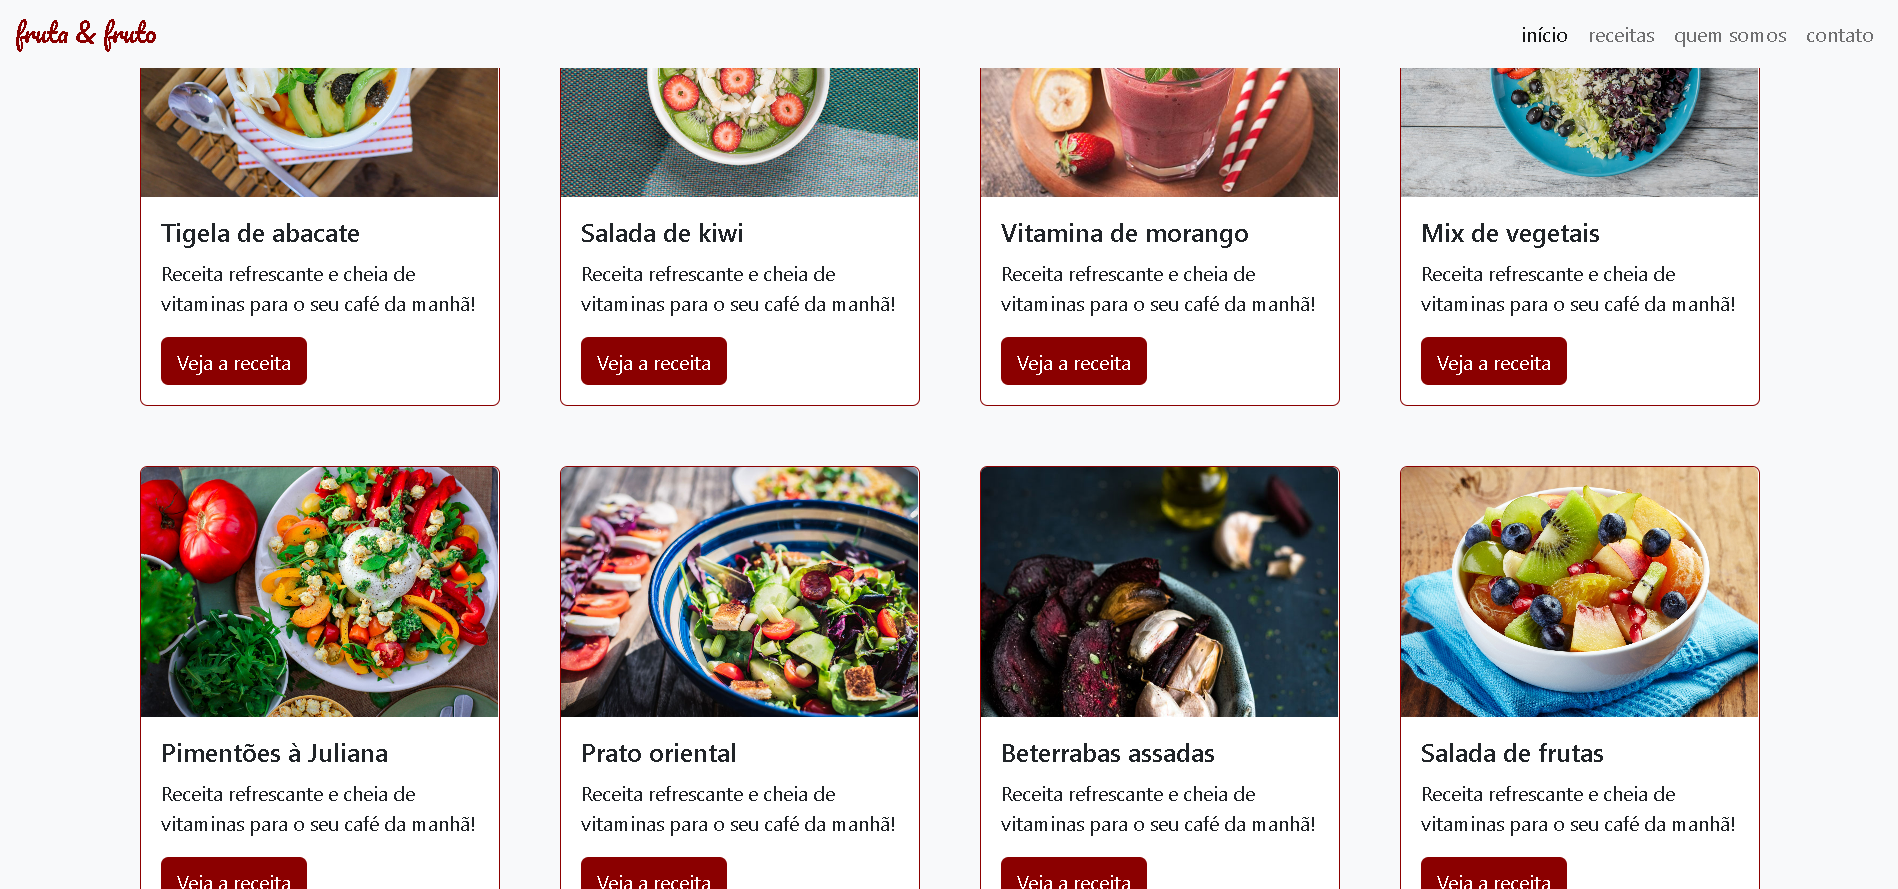 fruta & fruto
início receitas quem somos contato
Tigela de abacate
Receita refrescante e cheia de
vitaminas para o seu café da manhã!
Veja a receita
Salada de kiwi
Receita refrescante e cheia de
vitaminas para o seu café da manhã!
Veja a receita
Vitamina de morango
Receita refrescante e cheia de
vitaminas para o seu café da manhã!
Veja a receita
Mix de vegetais
Receita refrescante e cheia de
vitaminas para o seu café da manhã!
Veja a receita
Pimentões à Juliana
Receita refrescante e cheia de
vitaminas para o seu café da manhã!
Veja a receita
Prato oriental
Receita refrescante e cheia de
vitaminas para o seu café da manhã!
Veja a receita
Beterrabas assadas
Receita refrescante e cheia de
vitaminas para o seu café da manhã!
Veja a receita
Salada de frutas
Receita refrescante e cheia de
vitaminas para o seu café da manhã!
Veja a receita